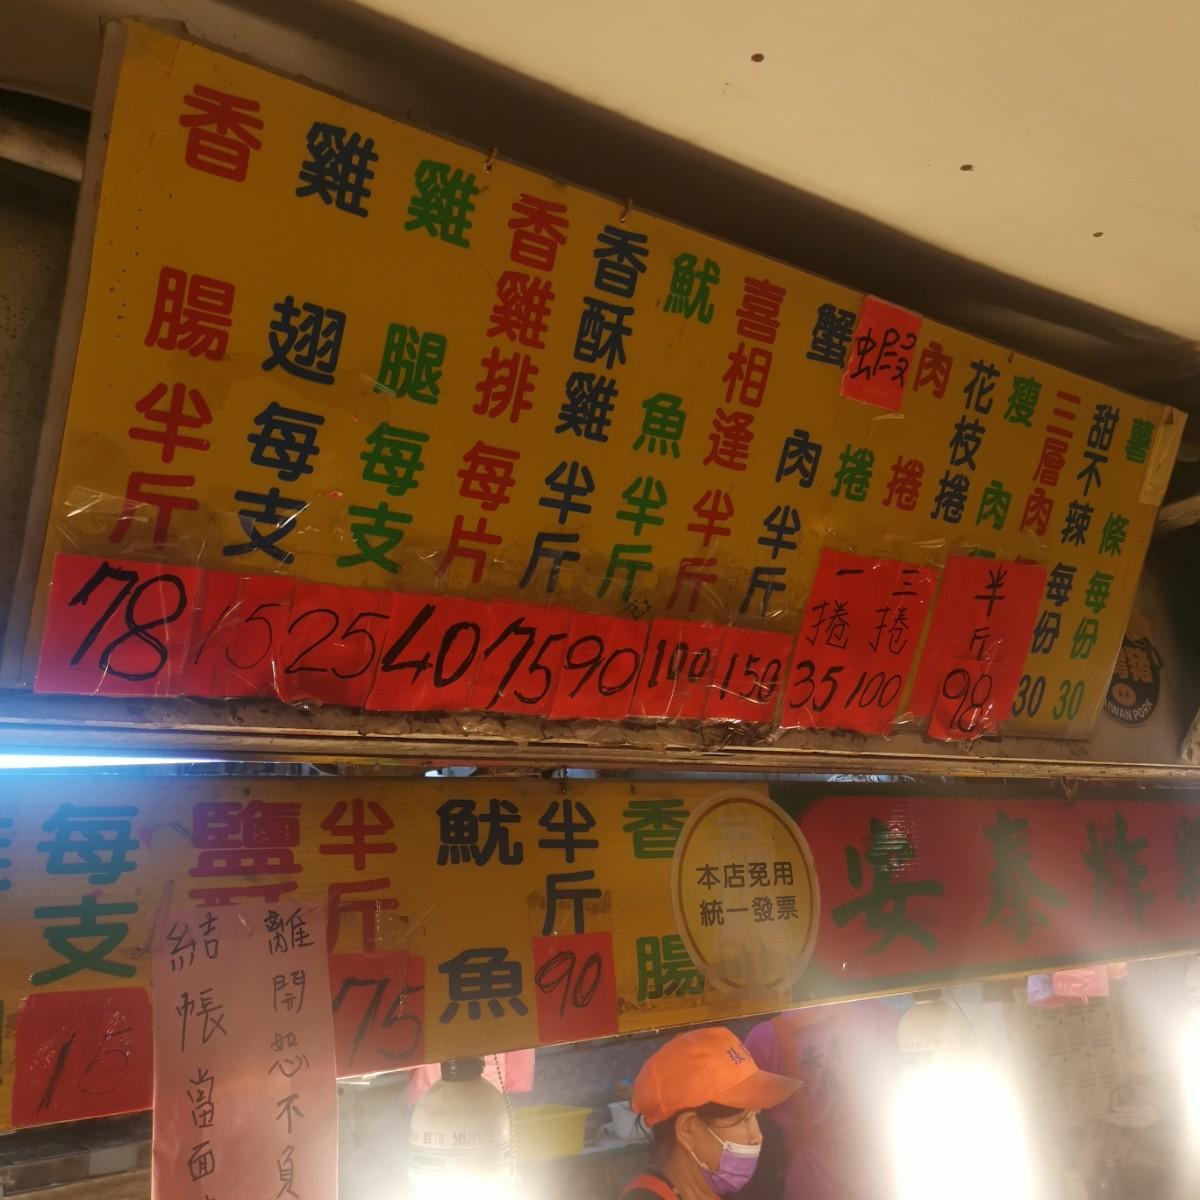 香腸半斤 78
雞翅每支 15
雞腿每支 25
香雞排每片 40
香酥雞半斤 75
魷魚半斤 90
喜相逢半斤 100
蟹肉半斤 150
蝦捲
肉捲
一捲 35
三捲 100
花枝捲
瘦肉
三層肉
半斤 98
甜不辣每份 30
薯條每份 30
TAIWAN PORK
每支 15
鹽
半斤 75
魷魚半斤 90
香腸
本店免用
統一發票
安泰炸
離開恕不負
結帳當面